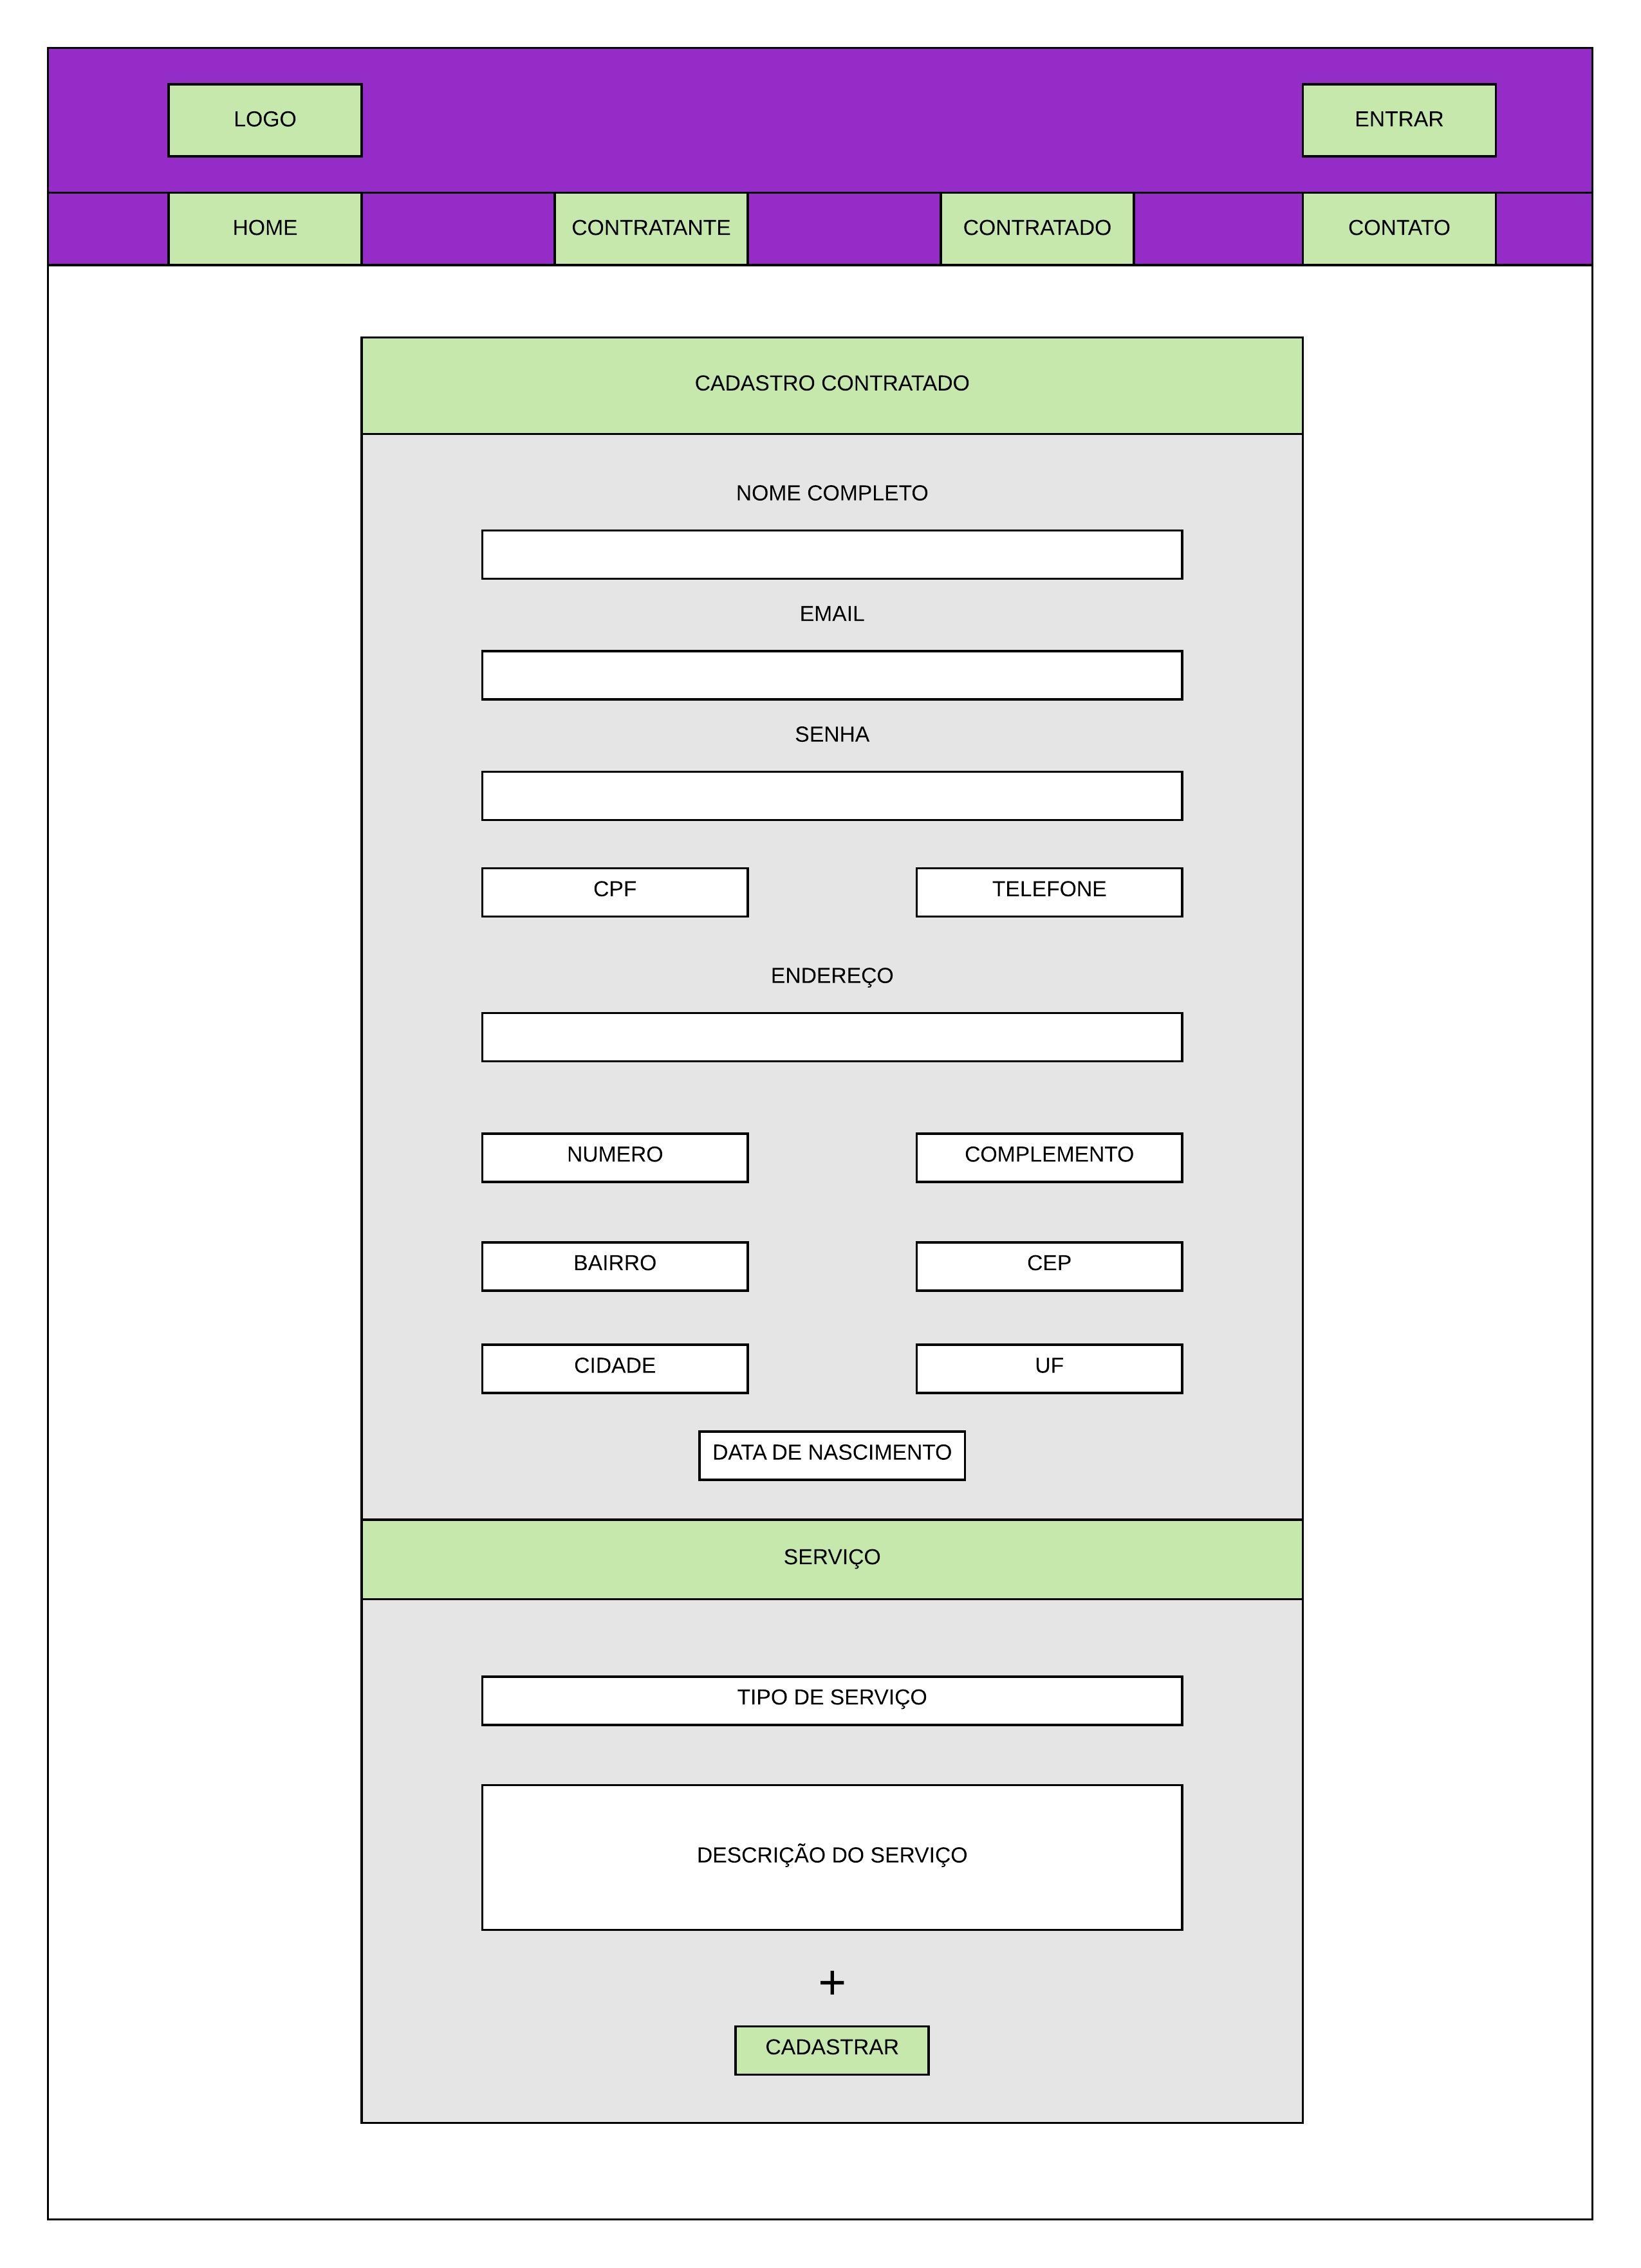 LOGO
ENTRAR
HOME
CONTRATANTE
CONTRATADO
CONTATO
CADASTRO CONTRATADO
NOME COMPLETO
EMAIL
SENHA
CPF
TELEFONE
ENDEREÇO
NUMERO
COMPLEMENTO
BAIRRO
CEP
CIDADE
UF
DATA DE NASCIMENTO
SERVIÇO
TIPO DE SERVIÇO
DESCRIÇÃO DO SERVIÇO
+
CADASTRAR